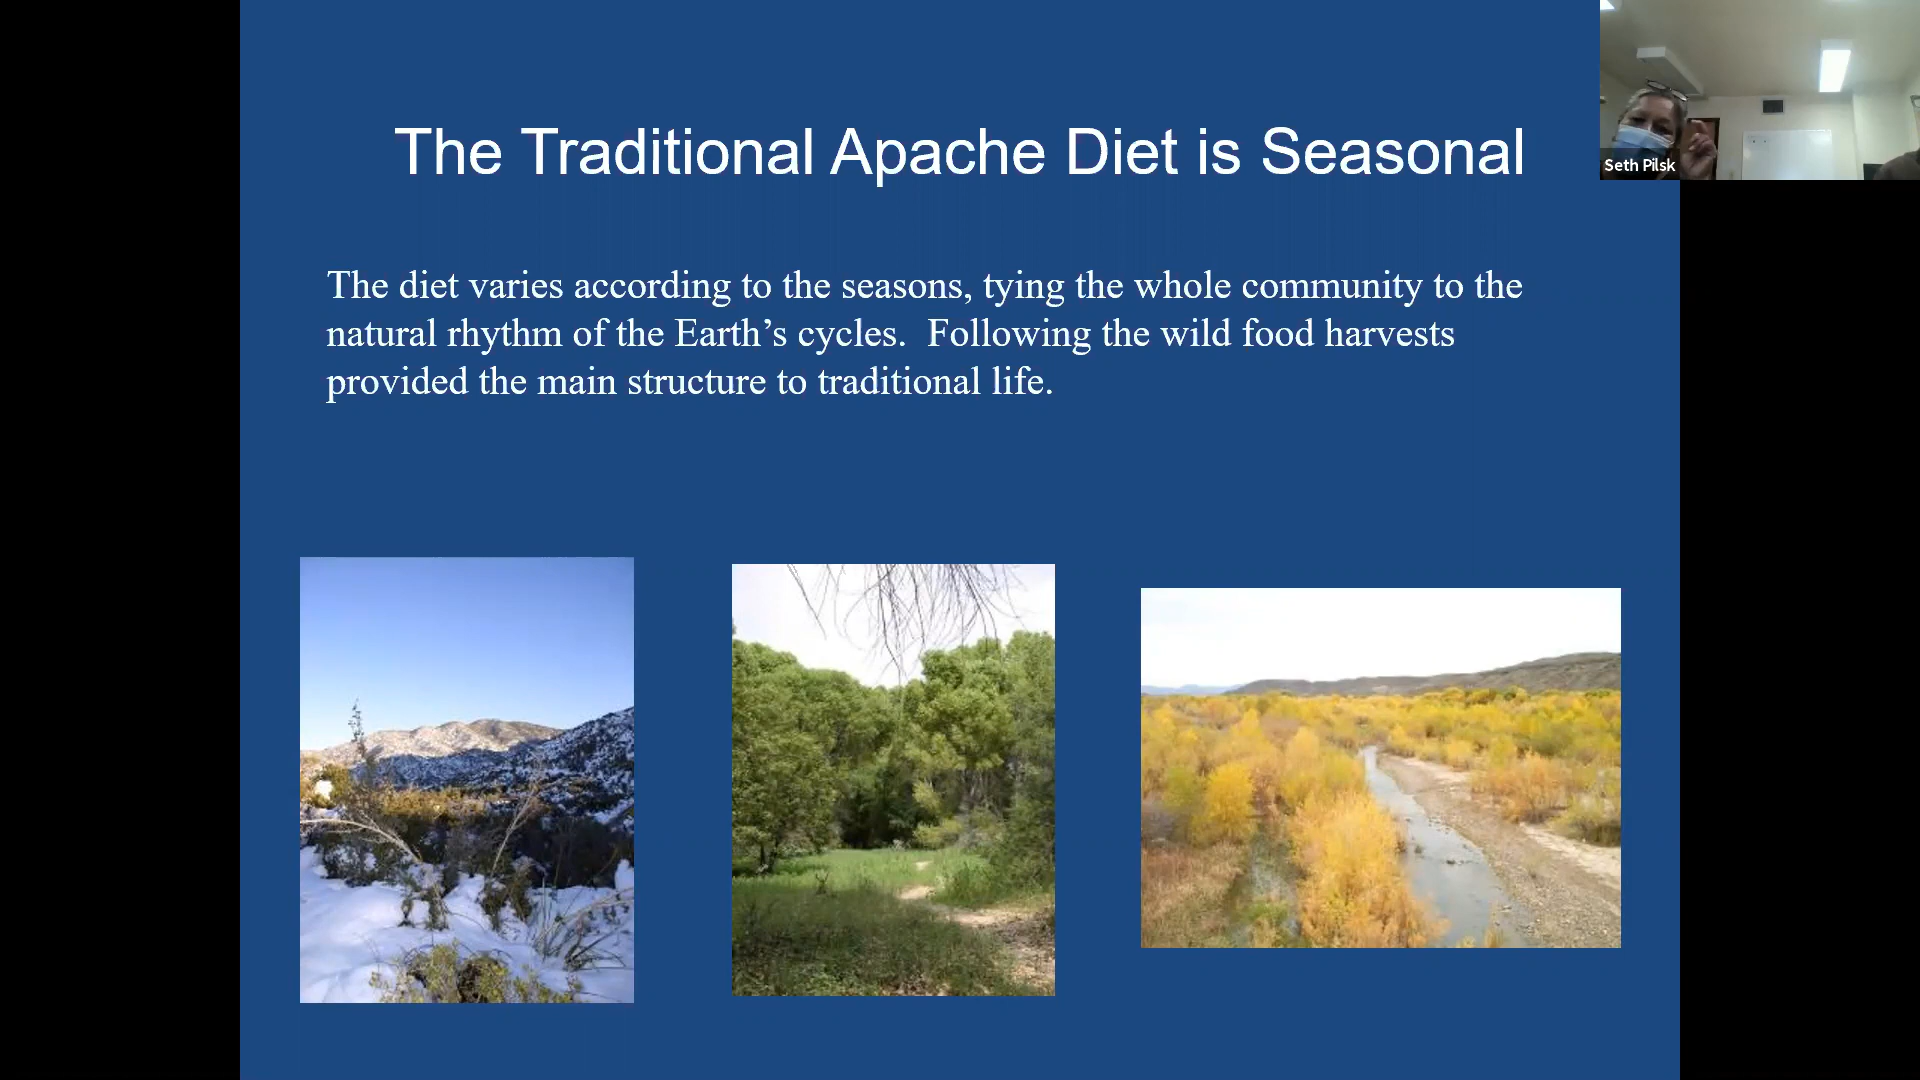 The Traditional Apache Diet is Seasonal
Seth Pilsk
The diet varies according to the seasons, tying the whole community to the
natural rhythm of the Earth’s cycles.  Following the wild food harvests
provided the main structure to traditional life.